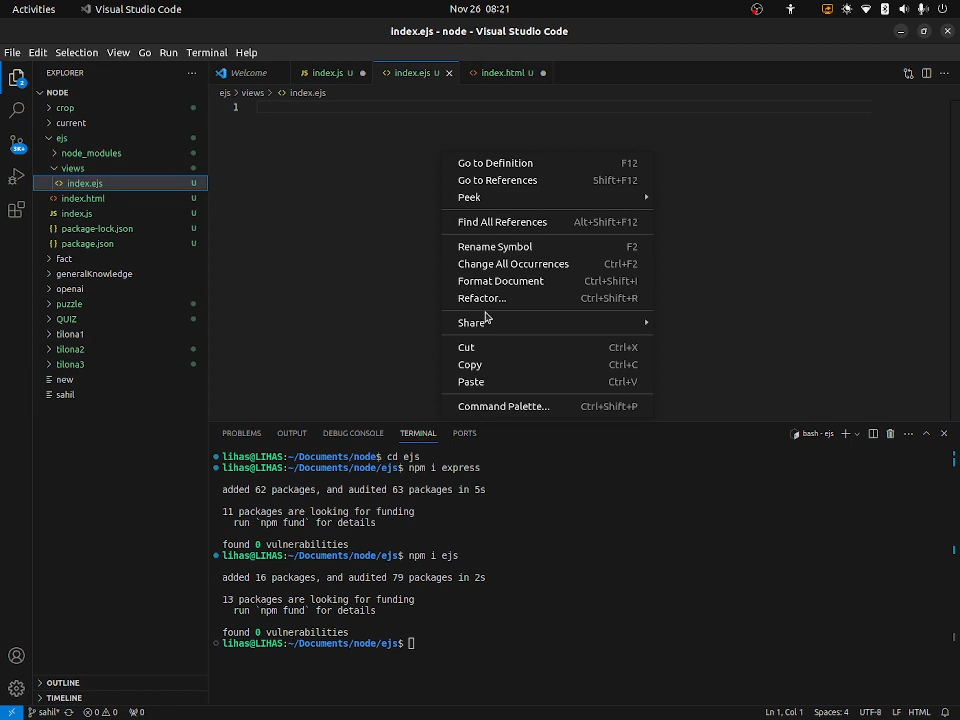 Activities
Visual Studio Code
Nov 26 08:21
index.ejs - node - Visual Studio Code
File Edit Selection View Go Run Terminal Help
EXPLORER
Welcome
index.js U
index.ejs U
index.html U
ejs > views > index.ejs
NODE
crop
current
ejs
node_modules
views
index.ejs U
index.html U
index.js U
package-lock.json U
package.json U
fact
generalKnowledge
openai
puzzle
QUIZ
tilona1
tilona2
tilona3
new
sahil
OUTLINE
TIMELINE
2
3K+
1
Go to Definition F12
Go to References Shift+F12
Peek
Find All References Alt+Shift+F12
Rename Symbol F2
Change All Occurrences Ctrl+F2
Format Document Ctrl+Shift+I
Refactor... Ctrl+Shift+R
Share
Cut Ctrl+X
Copy Ctrl+C
Paste Ctrl+V
Command Palette... Ctrl+Shift+P
PROBLEMS OUTPUT DEBUG CONSOLE TERMINAL PORTS
bash - ejs
lihas@LIHAS:~/Documents/node$ cd ejs
lihas@LIHAS:~/Documents/node/ejs$ npm i express
added 62 packages, and audited 63 packages in 5s
11 packages are looking for funding
run `npm fund` for details
found 0 vulnerabilities
lihas@LIHAS:~/Documents/node/ejs$ npm i ejs
added 16 packages, and audited 79 packages in 2s
13 packages are looking for funding
run `npm fund` for details
found 0 vulnerabilities
lihas@LIHAS:~/Documents/node/ejs$
sahil* 0 0 0
Ln 1, Col 1 Spaces: 4 UTF-8 LF HTML